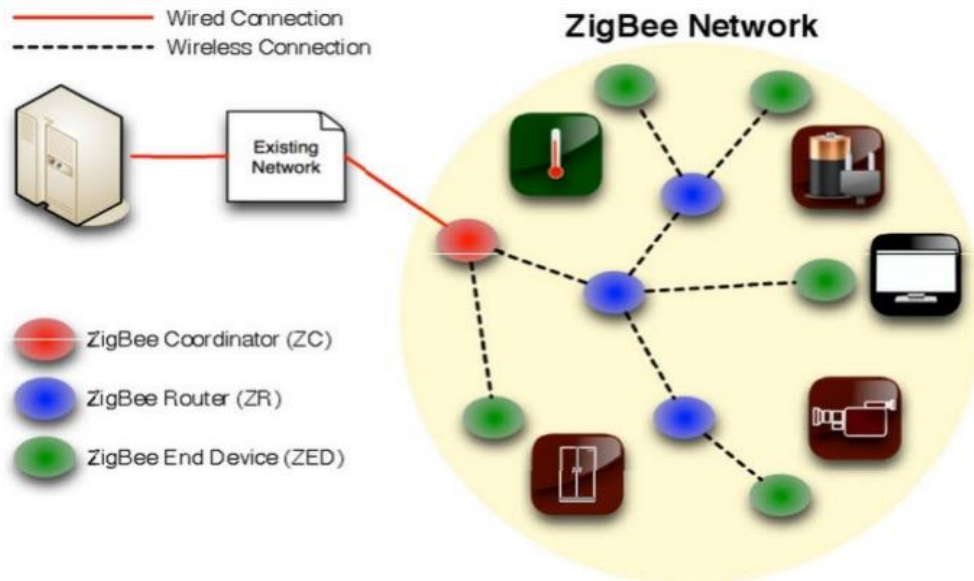 Wired Connection
Wireless Connection
ZigBee Network
Existing
Network
ZigBee Coordinator (ZC)
ZigBee Router (ZR)
ZigBee End Device (ZED)